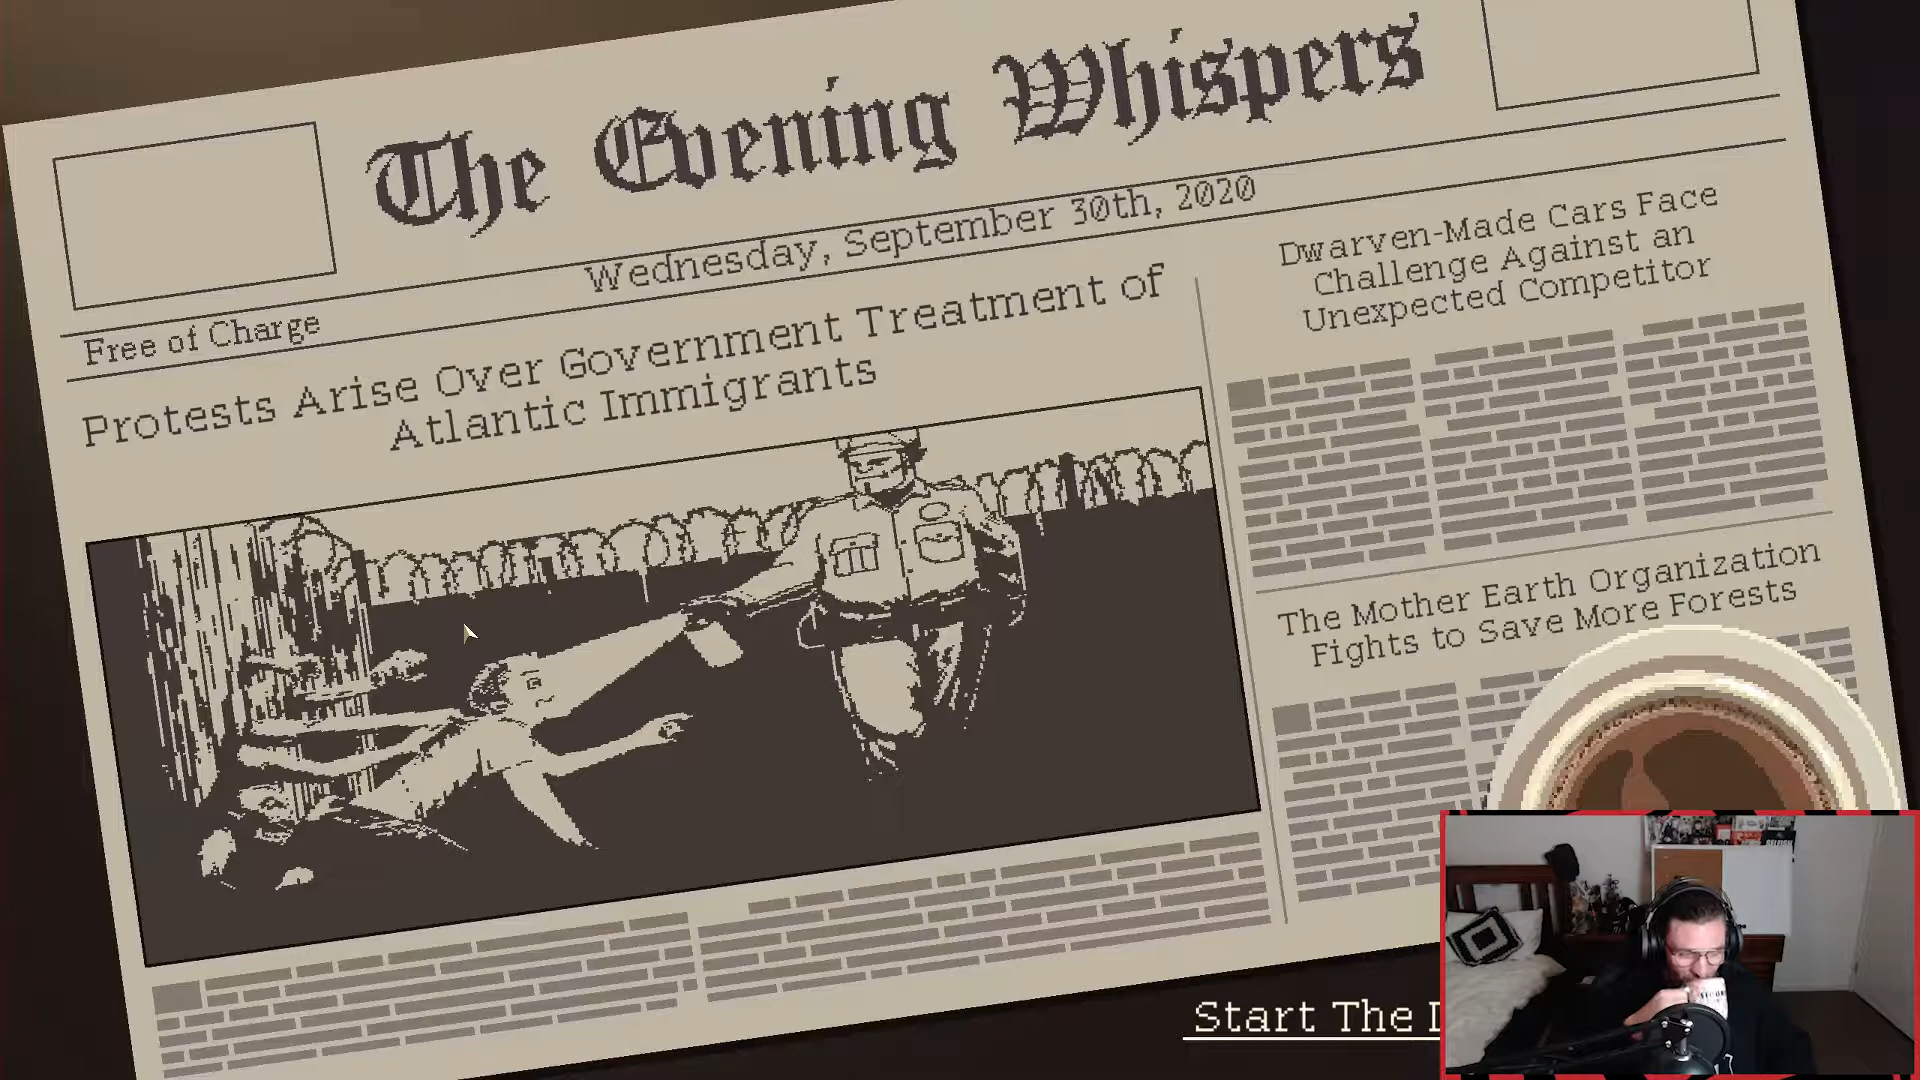 The Evening Whispers
Wednesday, September 30th, 2020
Free of Charge
Protests Arise Over Government Treatment of
Atlantic Immigrants
Dwarven-Made Cars Face
Challenge Against an
Unexpected Competitor
The Mother Earth Organization
Fights to Save More Forests
Start The